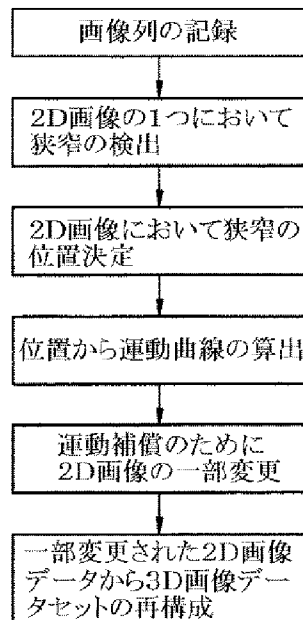 画像列の記録
2D画像の1つにおいて
狭窄の検出
2D画像において狭窄の
位置決定
位置から運動曲線の算出
運動補償のために
2D画像の一部変更
一部変更された2D画像
データから3D画像デー
タセットの再構成